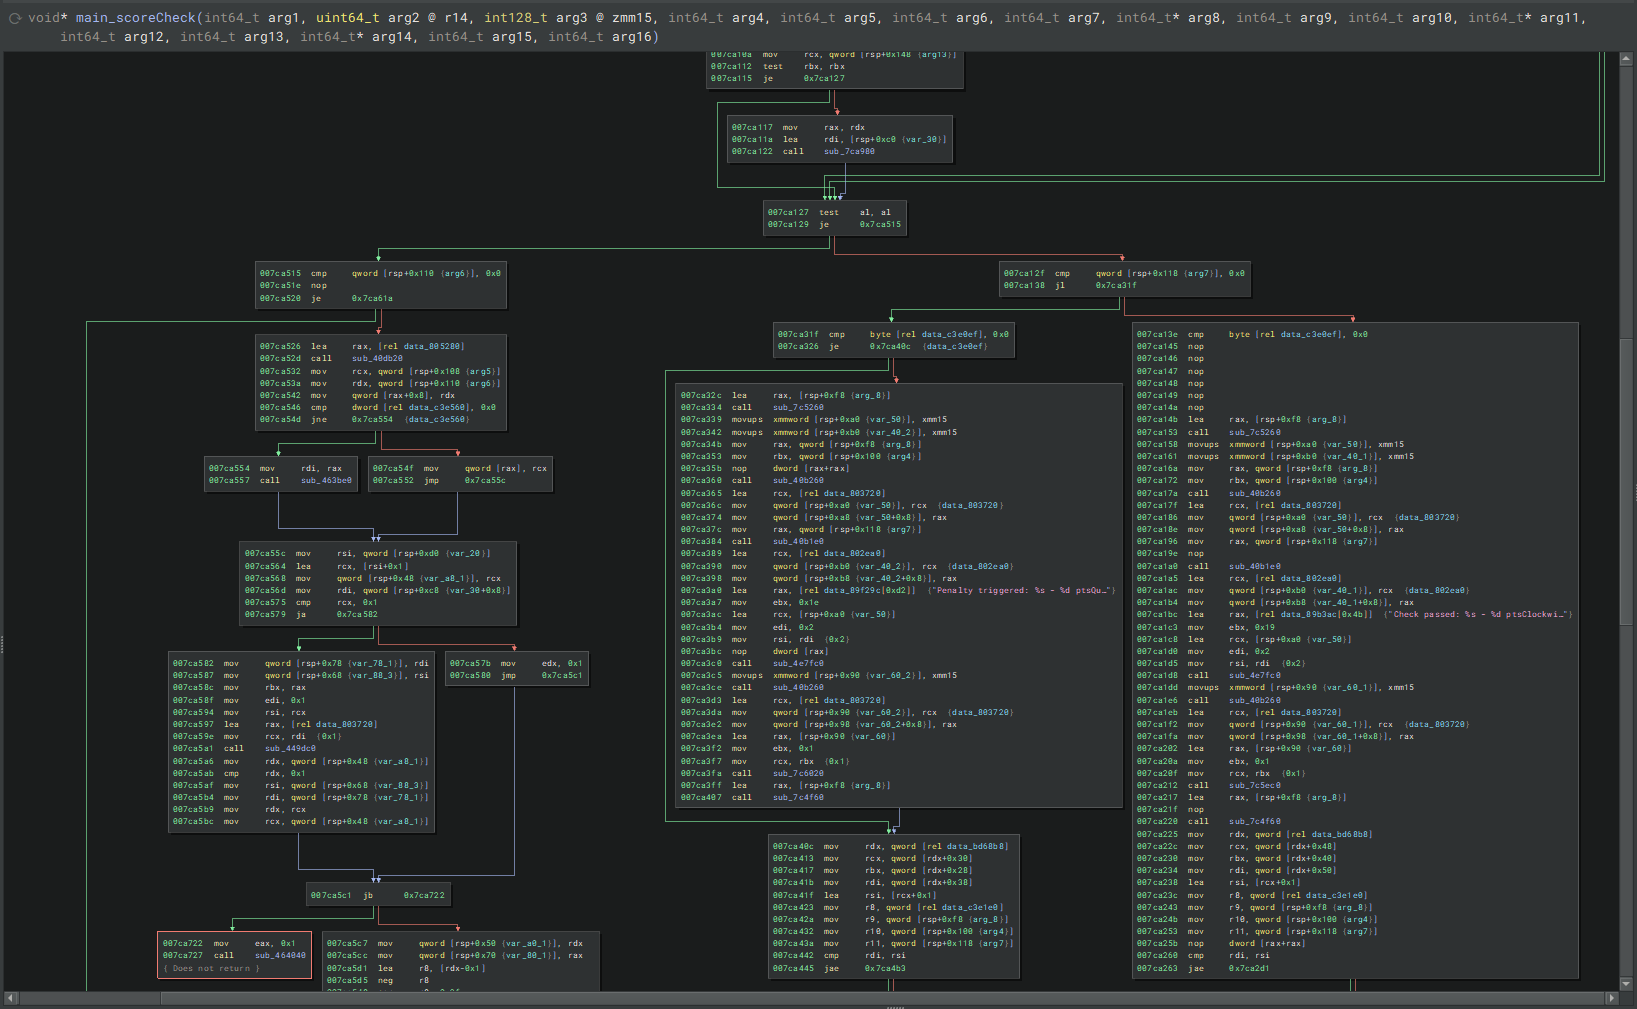 void* main_scoreCheck(int64_t arg1, uint64_t arg2 @ r14, int128_t arg3 @ zmm15, int64_t arg4, int64_t arg5, int64_t arg6, int64_t arg7, int64_t* arg8, int64_t arg9, int64_t arg10, int64_t* arg11,
int64_t arg12, int64_t arg13, int64_t* arg14, int64_t arg15, int64_t arg16)
007ca10a mov rcx, qword [rsp+0x148 {arg13}]
007ca112 test rbx, rbx
007ca115 je 0x7ca127
007ca117 mov rax, rdx
007ca11a lea rdi, [rsp+0xc0 {var_30}]
007ca122 call sub_7ca980
007ca127 test al, al
007ca129 je 0x7ca515
007ca515 cmp qword [rsp+0x110 {arg6}], 0x0
007ca51e nop
007ca520 je 0x7ca61a
007ca12f cmp qword [rsp+0x118 {arg7}], 0x0
007ca138 jl 0x7ca31f
007ca526 lea rax, [rel data_805280]
007ca52d call sub_40db20
007ca532 mov rcx, qword [rsp+0x108 {arg5}]
007ca53a mov rdx, qword [rsp+0x110 {arg6}]
007ca542 mov qword [rax+0x8], rdx
007ca546 cmp dword [rel data_c3e560], 0x0
007ca54d jne 0x7ca554 {data_c3e560}
007ca31f cmp byte [rel data_c3e0ef], 0x0
007ca326 je 0x7ca40c {data_c3e0ef}
007ca13e cmp byte [rel data_c3e0ef], 0x0
007ca145 nop
007ca146 nop
007ca147 nop
007ca148 nop
007ca149 nop
007ca14a nop
007ca14b lea rax, [rsp+0xf8 {arg_8}]
007ca153 call sub_7c5260
007ca158 movups xmmword [rsp+0xa0 {var_50}], xmm15
007ca161 movups xmmword [rsp+0xb0 {var_40_1}], xmm15
007ca16a mov rax, qword [rsp+0xf8 {arg_8}]
007ca172 mov rbx, qword [rsp+0x100 {arg4}]
007ca17a call sub_40b260
007ca17f lea rcx, [rel data_803720]
007ca186 mov qword [rsp+0xa0 {var_50}], rcx {data_803720}
007ca18e mov qword [rsp+0xa8 {var_50+0x8}], rax
007ca196 mov rax, qword [rsp+0x118 {arg7}]
007ca19e nop
007ca1a0 call sub_40b1e0
007ca1a5 lea rcx, [rel data_802ea0]
007ca1ac mov qword [rsp+0xb0 {var_40_1}], rcx {data_802ea0}
007ca1b4 mov qword [rsp+0xb8 {var_40_1+0x8}], rax
007ca1bc lea rax, [rel data_89b3ac[0x4b]] {"Check passed: %s - %d ptsClockwi…"}
007ca1c3 mov ebx, 0x19
007ca1c8 lea rcx, [rsp+0xa0 {var_50}]
007ca1d0 mov edi, 0x2
007ca1d5 mov rsi, rdi {0x2}
007ca1d8 call sub_4e7fc0
007ca1dd movups xmmword [rsp+0x90 {var_60_1}], xmm15
007ca1e6 call sub_40b260
007ca1eb lea rcx, [rel data_803720]
007ca1f2 mov qword [rsp+0x90 {var_60_1}], rcx {data_803720}
007ca1fa mov qword [rsp+0x98 {var_60_1+0x8}], rax
007ca202 lea rax, [rsp+0x90 {var_60}]
007ca20a mov ebx, 0x1
007ca20f mov rcx, rbx {0x1}
007ca212 call sub_7c5ec0
007ca217 lea rax, [rsp+0xf8 {arg_8}]
007ca21f nop
007ca220 call sub_7c4f60
007ca225 mov rdx, qword [rel data_bd68b8]
007ca22c mov rcx, qword [rdx+0x48]
007ca230 mov rbx, qword [rdx+0x40]
007ca234 mov rdi, qword [rdx+0x50]
007ca238 lea rsi, [rcx+0x1]
007ca23c mov r8, qword [rel data_c3e1e0]
007ca243 mov r9, qword [rsp+0xf8 {arg_8}]
007ca24b mov r10, qword [rsp+0x100 {arg4}]
007ca253 mov r11, qword [rsp+0x118 {arg7}]
007ca25b nop dword [rax+rax]
007ca260 cmp rdi, rsi
007ca263 jae 0x7ca2d1
007ca32c lea rax, [rsp+0xf8 {arg_8}]
007ca334 call sub_7c5260
007ca339 movups xmmword [rsp+0xa0 {var_50}], xmm15
007ca342 movups xmmword [rsp+0xb0 {var_40_2}], xmm15
007ca34b mov rax, qword [rsp+0xf8 {arg_8}]
007ca353 mov rbx, qword [rsp+0x100 {arg4}]
007ca35b nop dword [rax+rax]
007ca360 call sub_40b260
007ca365 lea rcx, [rel data_803720]
007ca36c mov qword [rsp+0xa0 {var_50}], rcx {data_803720}
007ca374 mov qword [rsp+0xa8 {var_50+0x8}], rax
007ca37c mov rax, qword [rsp+0x118 {arg7}]
007ca384 call sub_40b1e0
007ca389 lea rcx, [rel data_802ea0]
007ca390 mov qword [rsp+0xb0 {var_40_2}], rcx {data_802ea0}
007ca398 mov qword [rsp+0xb8 {var_40_2+0x8}], rax
007ca3a0 lea rax, [rel data_89f29c[0xd2]] {"Penalty triggered: %s - %d ptsQu…"}
007ca3a7 mov ebx, 0x1e
007ca3ac lea rcx, [rsp+0xa0 {var_50}]
007ca3b4 mov edi, 0x2
007ca3b9 mov rsi, rdi {0x2}
007ca3bc nop dword [rax]
007ca3c0 call sub_4e7fc0
007ca3c5 movups xmmword [rsp+0x90 {var_60_2}], xmm15
007ca3ce call sub_40b260
007ca3d3 lea rcx, [rel data_803720]
007ca3da mov qword [rsp+0x90 {var_60_2}], rcx {data_803720}
007ca3e2 mov qword [rsp+0x98 {var_60_2+0x8}], rax
007ca3ea lea rax, [rsp+0x90 {var_60}]
007ca3f2 mov ebx, 0x1
007ca3f7 mov rcx, rbx {0x1}
007ca3fa call sub_7c6020
007ca3ff lea rax, [rsp+0xf8 {arg_8}]
007ca407 call sub_7c4f60
007ca554 mov rdi, rax
007ca557 call sub_463be0
007ca54f mov qword [rax], rcx
007ca552 jmp 0x7ca55c
007ca55c mov rsi, qword [rsp+0xd0 {var_20}]
007ca564 lea rcx, [rsi+0x1]
007ca568 mov qword [rsp+0x48 {var_a8_1}], rcx
007ca56d mov rdi, qword [rsp+0xc8 {var_30+0x8}]
007ca575 cmp rcx, 0x1
007ca579 ja 0x7ca582
007ca582 mov qword [rsp+0x78 {var_78_1}], rdi
007ca587 mov qword [rsp+0x68 {var_88_3}], rsi
007ca58c mov rbx, rax
007ca58f mov edi, 0x1
007ca594 mov rsi, rcx
007ca597 lea rax, [rel data_803720]
007ca59e mov rcx, rdi {0x1}
007ca5a1 call sub_449dc0
007ca5a6 mov rdx, qword [rsp+0x48 {var_a8_1}]
007ca5ab cmp rdx, 0x1
007ca5af mov rsi, qword [rsp+0x68 {var_88_3}]
007ca5b4 mov rdi, qword [rsp+0x78 {var_78_1}]
007ca5b9 mov rdx, rcx
007ca5bc mov rcx, qword [rsp+0x48 {var_a8_1}]
007ca57b mov edx, 0x1
007ca580 jmp 0x7ca5c1
007ca40c mov rdx, qword [rel data_bd68b8]
007ca413 mov rcx, qword [rdx+0x30]
007ca417 mov rbx, qword [rdx+0x28]
007ca41b mov rdi, qword [rdx+0x38]
007ca41f lea rsi, [rcx+0x1]
007ca423 mov r8, qword [rel data_c3e1e0]
007ca42a mov r9, qword [rsp+0xf8 {arg_8}]
007ca432 mov r10, qword [rsp+0x100 {arg4}]
007ca43a mov r11, qword [rsp+0x118 {arg7}]
007ca442 cmp rdi, rsi
007ca445 jae 0x7ca4b3
007ca5c1 jb 0x7ca722
007ca722 mov eax, 0x1
007ca727 call sub_464040
{ Does not return }
007ca5c7 mov qword [rsp+0x50 {var_a0_1}], rdx
007ca5cc mov qword [rsp+0x70 {var_80_1}], rax
007ca5d1 lea r8, [rdx-0x1]
007ca5d5 neg r8